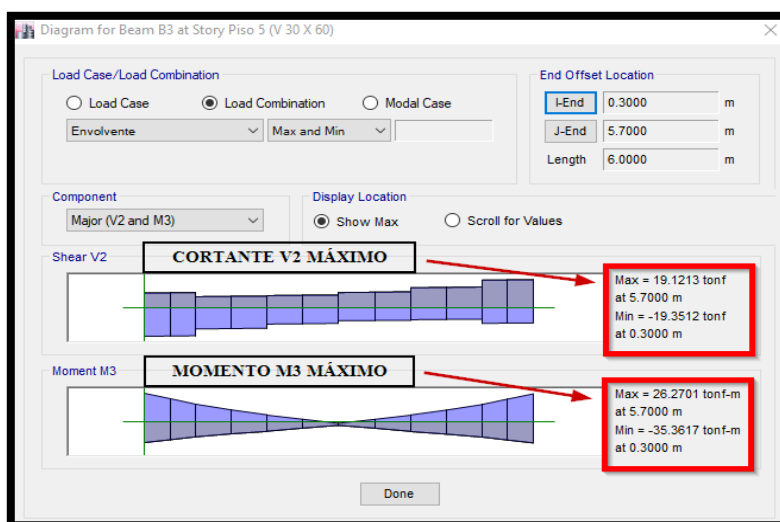 Diagram for Beam B3 at Story Piso 5 (V 30 X 60)
Load Case/Load Combination
Load Case
Load Combination
Modal Case
Envolvente
Max and Min
End Offset Location
I-End
0.3000
m
J-End
5.7000
m
Length
6.0000
m
Component
Major (V2 and M3)
Display Location
Show Max
Scroll for Values
Shear V2
CORTANTE V2 MÁXIMO
Max = 19.1213 tonf
at 5.7000 m
Min = -19.3512 tonf
at 0.3000 m
Moment M3
MOMENTO M3 MÁXIMO
Max = 26.2701 tonf-m
at 5.7000 m
Min = -35.3617 tonf-m
at 0.3000 m
Done